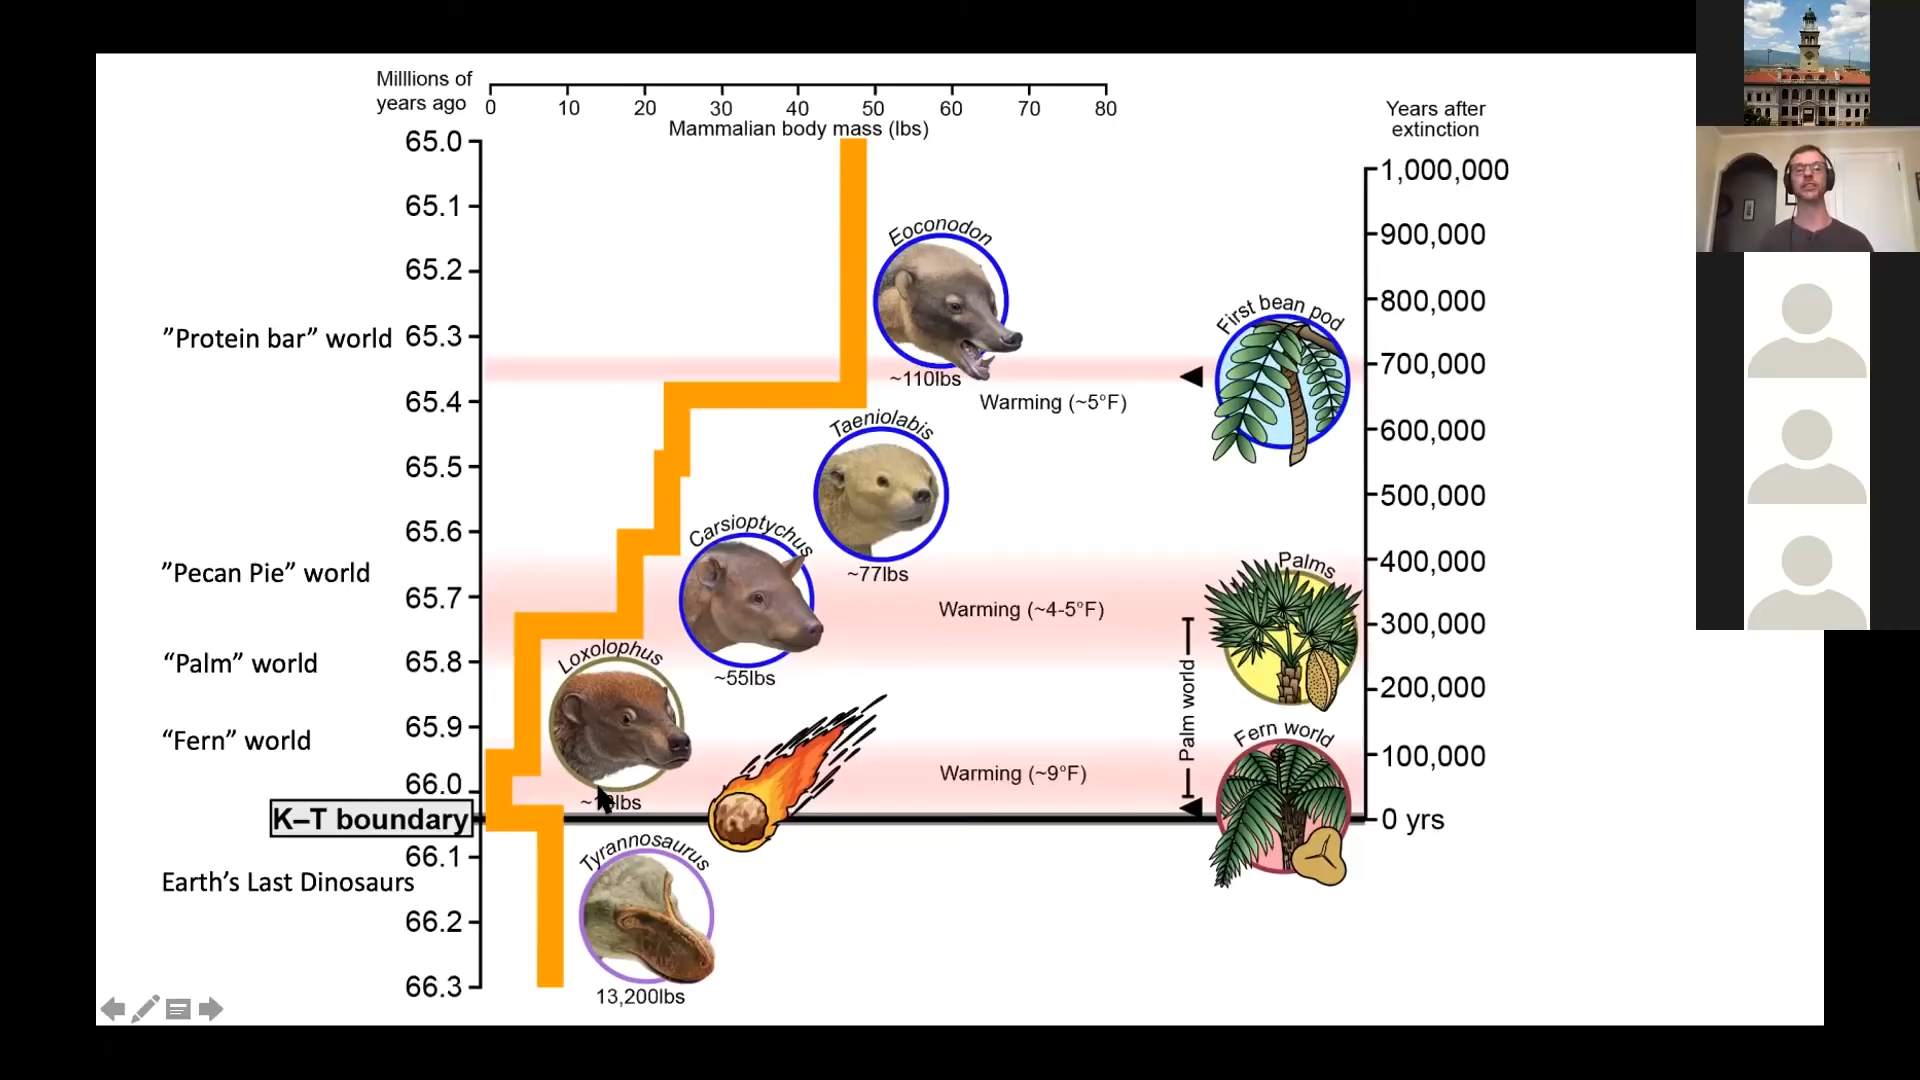 Milllions of
years ago
0 10 20 30 40 50 60 70 80
Mammalian body mass (lbs)
Years after
extinction
65.0
65.1
65.2
65.3
65.4
65.5
65.6
65.7
65.8
65.9
66.0
K–T boundary
66.1
66.2
66.3
”Protein bar” world
”Pecan Pie” world
“Palm” world
“Fern” world
Earth’s Last Dinosaurs
Eoconodon
~110lbs
Warming (~5°F)
Taeniolabis
~77lbs
Carsioptychus
~55lbs
Warming (~4-5°F)
Loxolophus
Warming (~9°F)
Tyrannosaurus
13,200lbs
First bean pod
Palms
Palm world
Fern world
1,000,000
900,000
800,000
700,000
600,000
500,000
400,000
300,000
200,000
100,000
0 yrs